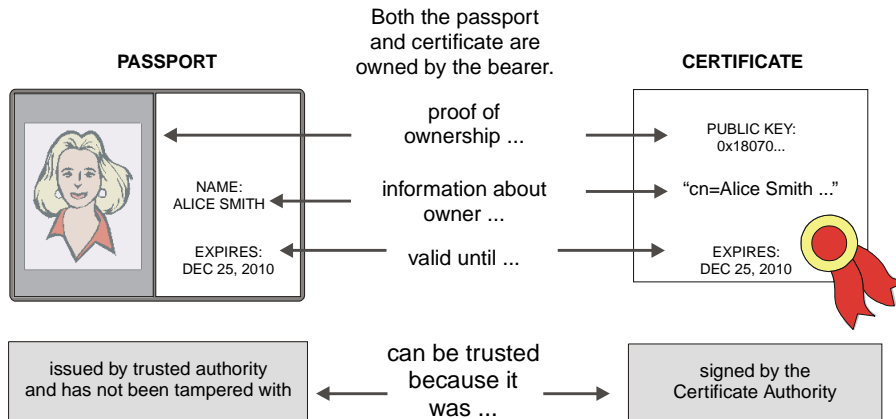 Both the passport
and certificate are
owned by the bearer.
PASSPORT
CERTIFICATE
proof of
ownership ...
PUBLIC KEY:
0x18070...
NAME:
ALICE SMITH
information about
owner ...
“cn=Alice Smith ...”
EXPIRES:
DEC 25, 2010
valid until ...
EXPIRES:
DEC 25, 2010
issued by trusted authority
and has not been tampered with
can be trusted
because it
was ...
signed by the
Certificate Authority